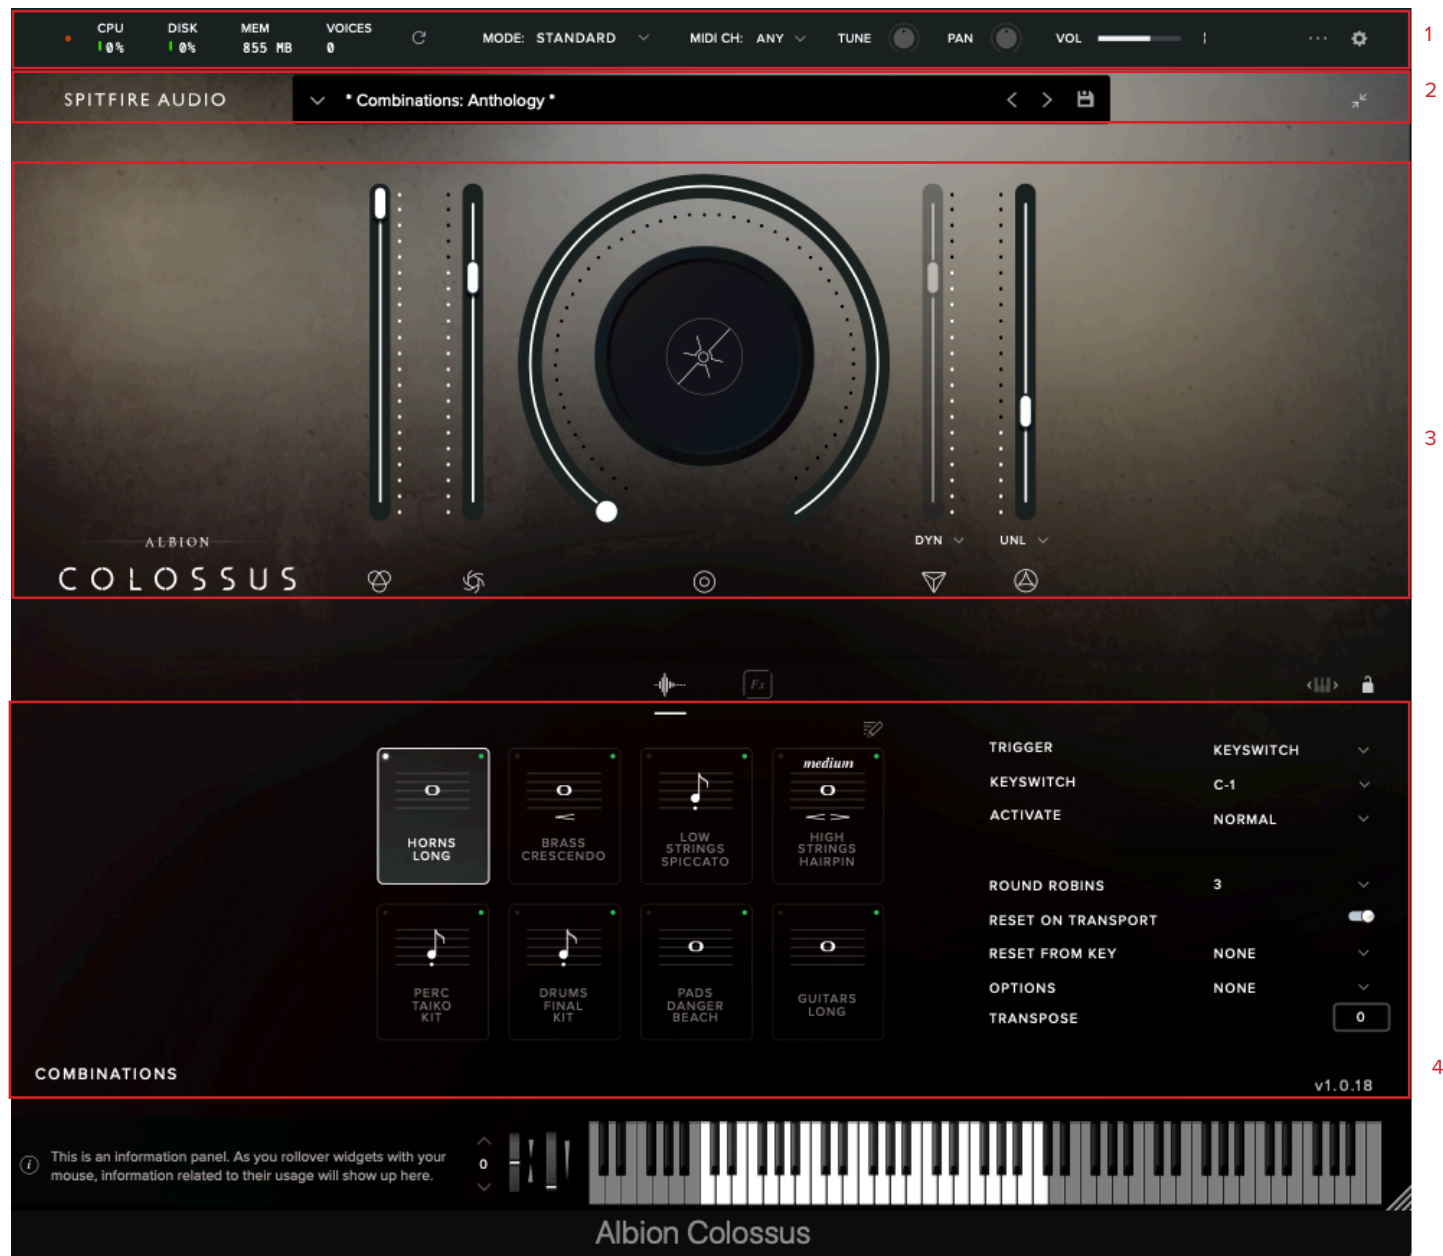 CPU DISK MEM VOICES
0% 0% 855 MB 0
MODE: STANDARD MIDI CH: ANY TUNE PAN VOL
1
SPITFIRE AUDIO * Combinations: Anthology *
2
3
DYN UNL
ALBION
COLOSSUS
Fx
HORNS
LONG
BRASS
CRESCENDO
LOW
STRINGS
SPICCATO
medium
HIGH
STRINGS
HAIRPIN
PERC
TAIKO
KIT
DRUMS
FINAL
KIT
PADS
DANGER
BEACH
GUITARS
LONG
TRIGGER KEYSWITCH
KEYSWITCH C-1
ACTIVATE NORMAL
ROUND ROBINS 3
RESET ON TRANSPORT
RESET FROM KEY NONE
OPTIONS NONE
TRANSPOSE 0
COMBINATIONS
4
v1.0.18
i
This is an information panel. As you rollover widgets with your
mouse, information related to their usage will show up here.
0
Albion Colossus